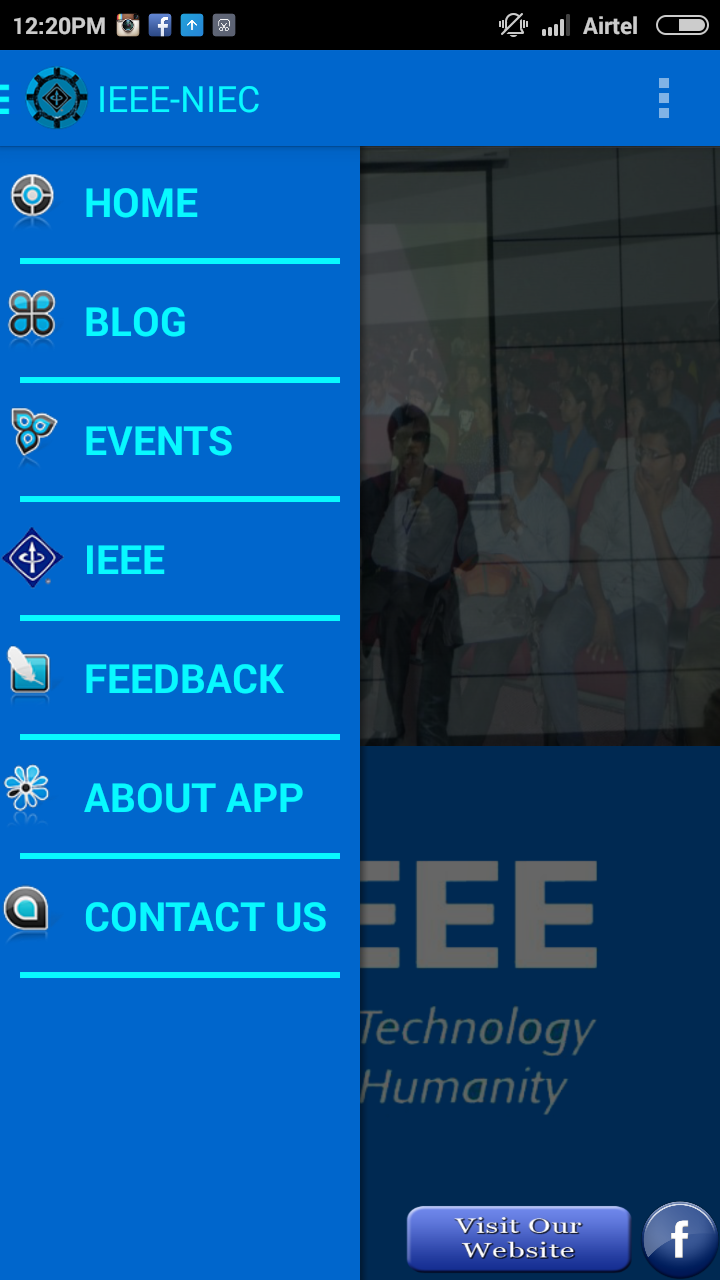 12:20PM
Airtel
IEEE-NIEC
HOME
BLOG
EVENTS
IEEE
FEEDBACK
ABOUT APP
CONTACT US
EEE
Technology
Humanity
Visit Our
Website
f